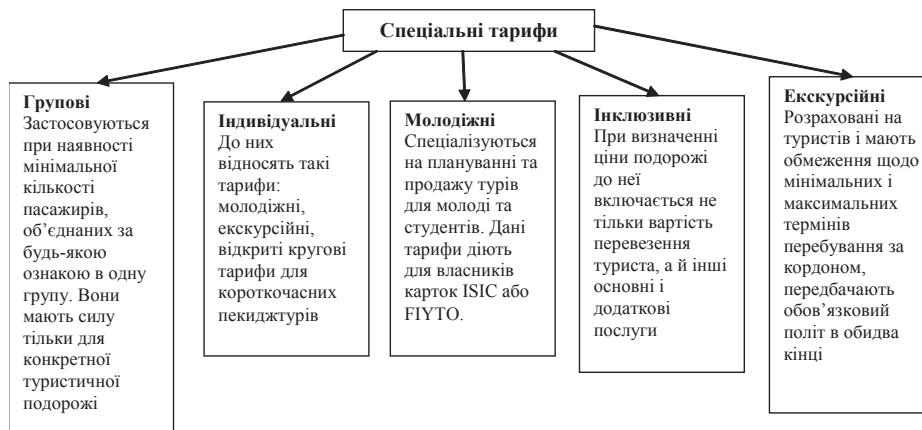 Спеціальні тарифи
Групові
Застосовуються
при наявності
мінімальної
кількості
пасажирів,
об’єднаних за
будь-якою
ознакою в одну
групу. Вони
мають силу
тільки для
конкретної
туристичної
подорожі
Індивідуальні
До них
відносять такі
тарифи:
молодіжні,
екскурсійні,
відкриті кругові
тарифи для
короткочасних
пекиджтурів
Молодіжні
Спеціалізуються
на плануванні та
продажу турів
для молоді та
студентів. Дані
тарифи діють
для власників
карток ISIC або
FIYTO.
Інклюзивні
При визначенні
ціни подорожі
до неї
включається не
тільки вартість
перевезення
туриста, а й інші
основні і
додаткові
послуги
Екскурсійні
Розраховані на
туристів і мають
обмеження щодо
мінімальних і
максимальних
термінів
перебування за
кордоном,
передбачають
обов’язковий
політ в обидва
кінці